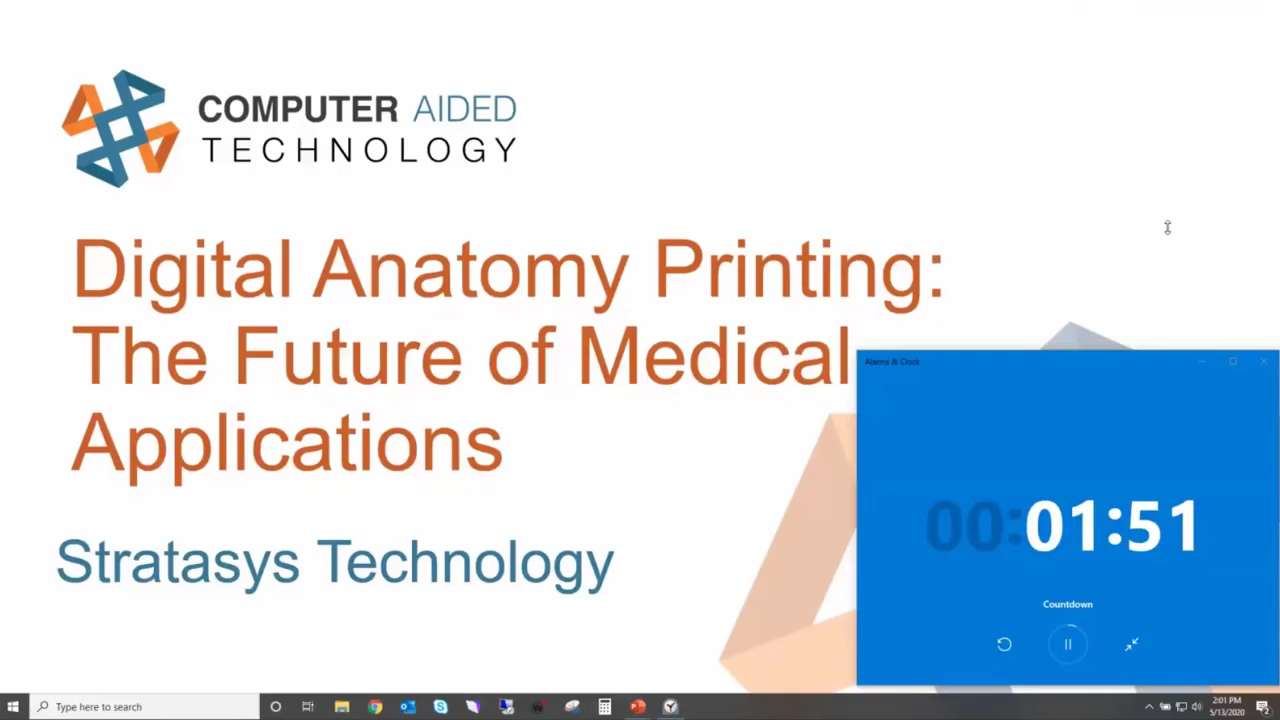 COMPUTER AIDED
TECHNOLOGY
Digital Anatomy Printing:
The Future of Medical
Applications
Stratasys Technology
Alarms & Clock
00:01:51
Countdown
Type here to search
2:01 PM
5/13/2020